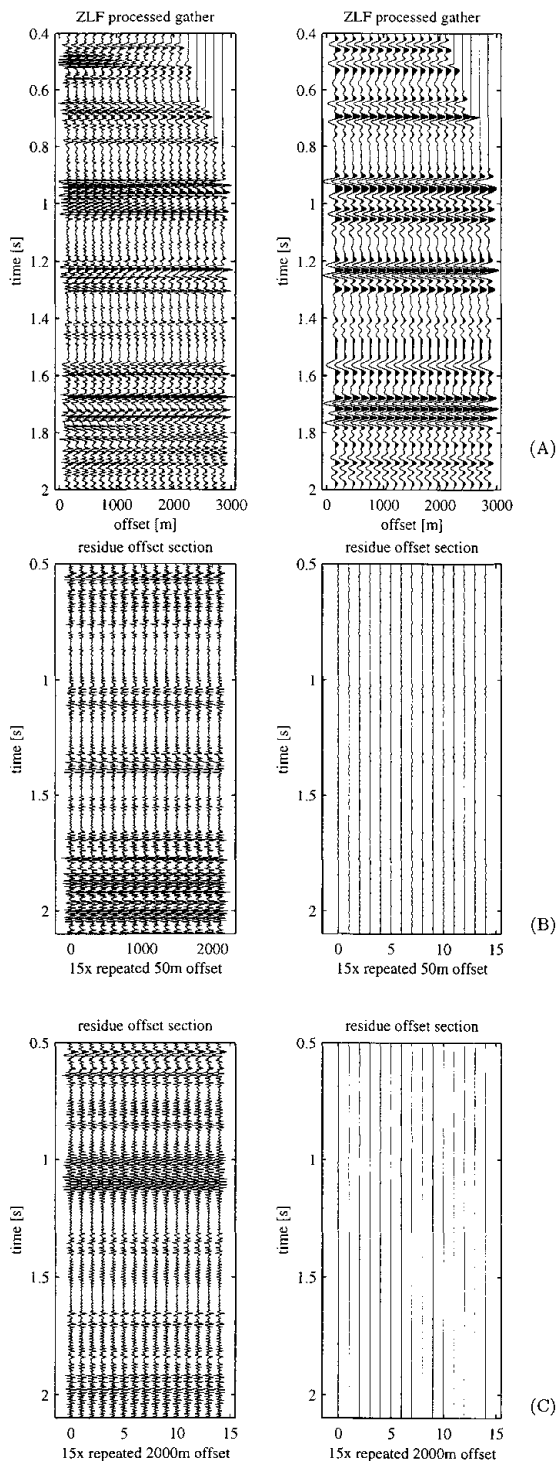 ZLF processed gather
0.4
0.6
0.8
1
1.2
1.4
1.6
1.8
2
time [s]
0 1000 2000 3000
offset [m]
ZLF processed gather
0.4
0.6
0.8
1
1.2
1.4
1.6
1.8
2
time [s]
0 1000 2000 3000
offset [m]
(A)
residue offset section
0.5
1
1.5
2
time [s]
0 1000 2000
15x repeated 50m offset
residue offset section
0.5
1
1.5
2
time [s]
0 5 10 15
15x repeated 50m offset
(B)
residue offset section
0.5
1
1.5
2
time [s]
0 5 10 15
15x repeated 2000m offset
residue offset section
0.5
1
1.5
2
time [s]
0 5 10 15
15x repeated 2000m offset
(C)